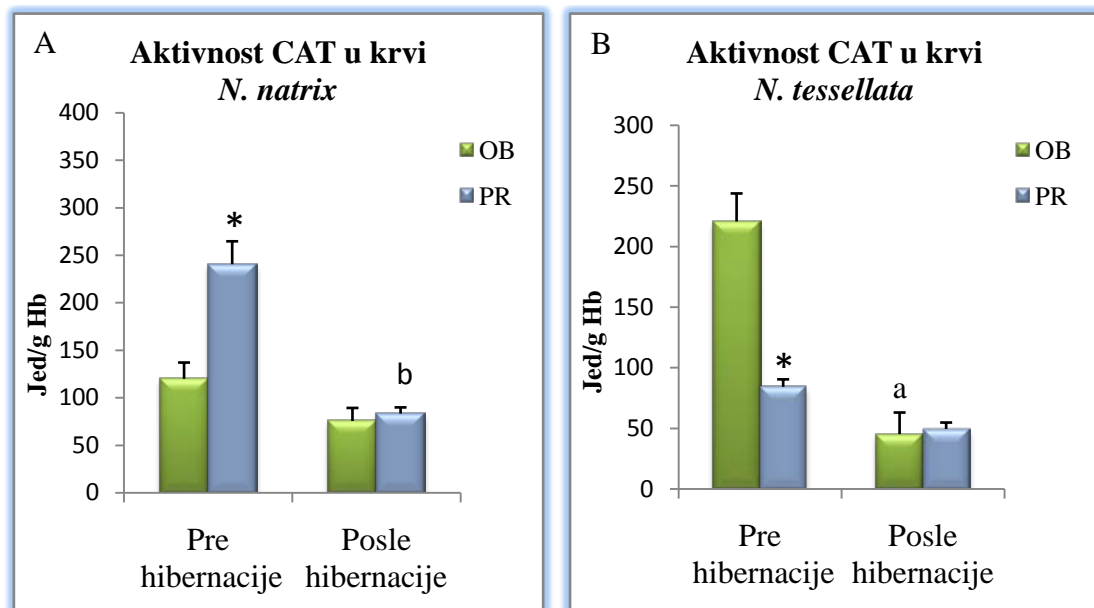 A
Aktivnost CAT u krvi
N. natrix
400
350
300
250
200
150
100
50
0
Jed/g Hb
OB
PR
*
b
Pre
hibernacije
Posle
hibernacije
B
Aktivnost CAT u krvi
N. tessellata
300
250
200
150
100
50
0
Jed/g Hb
OB
PR
*
a
Pre
hibernacije
Posle
hibernacije